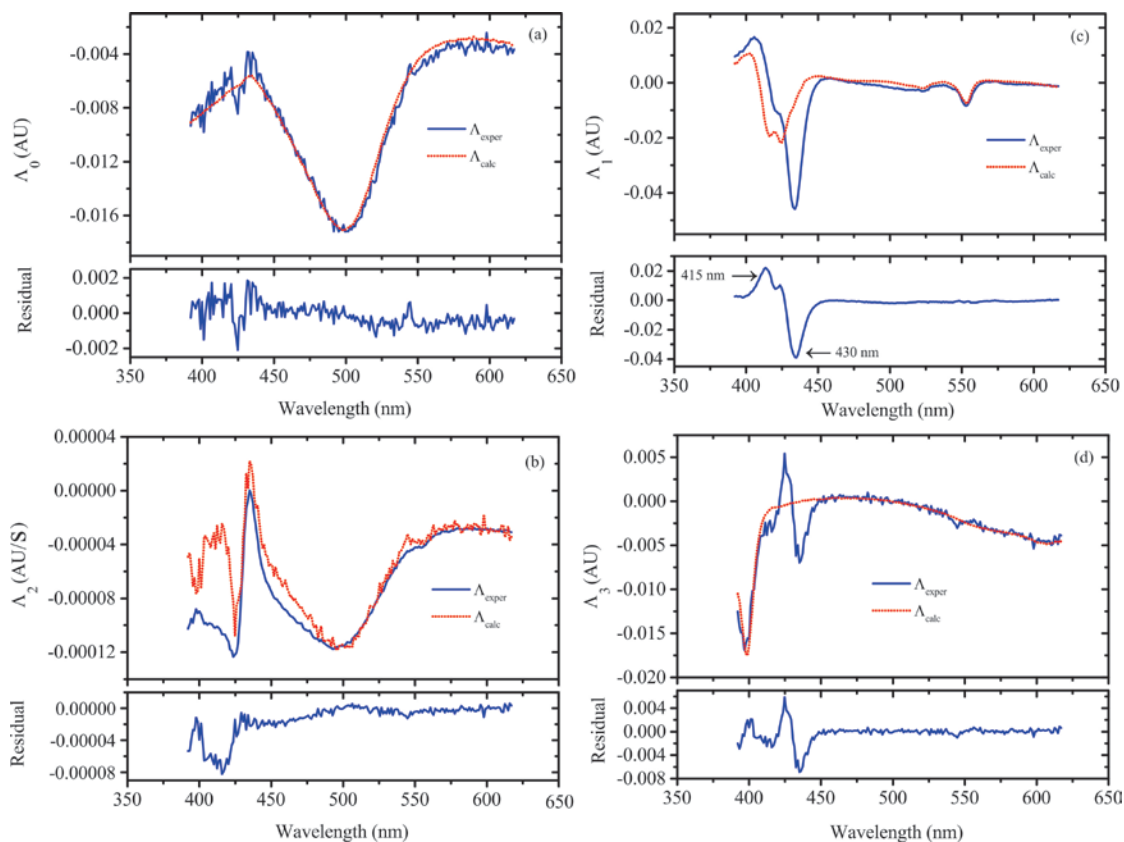 (a)
Λ0 (AU)
-0.004
-0.008
-0.012
-0.016
Λexper
Λcalc
Residual
0.002
0.000
-0.002
350 400 450 500 550 600 650
Wavelength (nm)
(c)
Λ1 (AU)
0.02
0.00
-0.02
-0.04
Λexper
Λcalc
Residual
0.02
0.00
-0.02
-0.04
415 nm
430 nm
350 400 450 500 550 600 650
Wavelength (nm)
(b)
Λ2 (AU/S)
0.00004
0.00000
-0.00004
-0.00008
-0.00012
Λexper
Λcalc
Residual
0.00000
-0.00004
-0.00008
350 400 450 500 550 600 650
Wavelength (nm)
(d)
Λ3 (AU)
0.005
0.000
-0.005
-0.010
-0.015
-0.020
Λexper
Λcalc
Residual
0.004
0.000
-0.004
-0.008
350 400 450 500 550 600 650
Wavelength (nm)